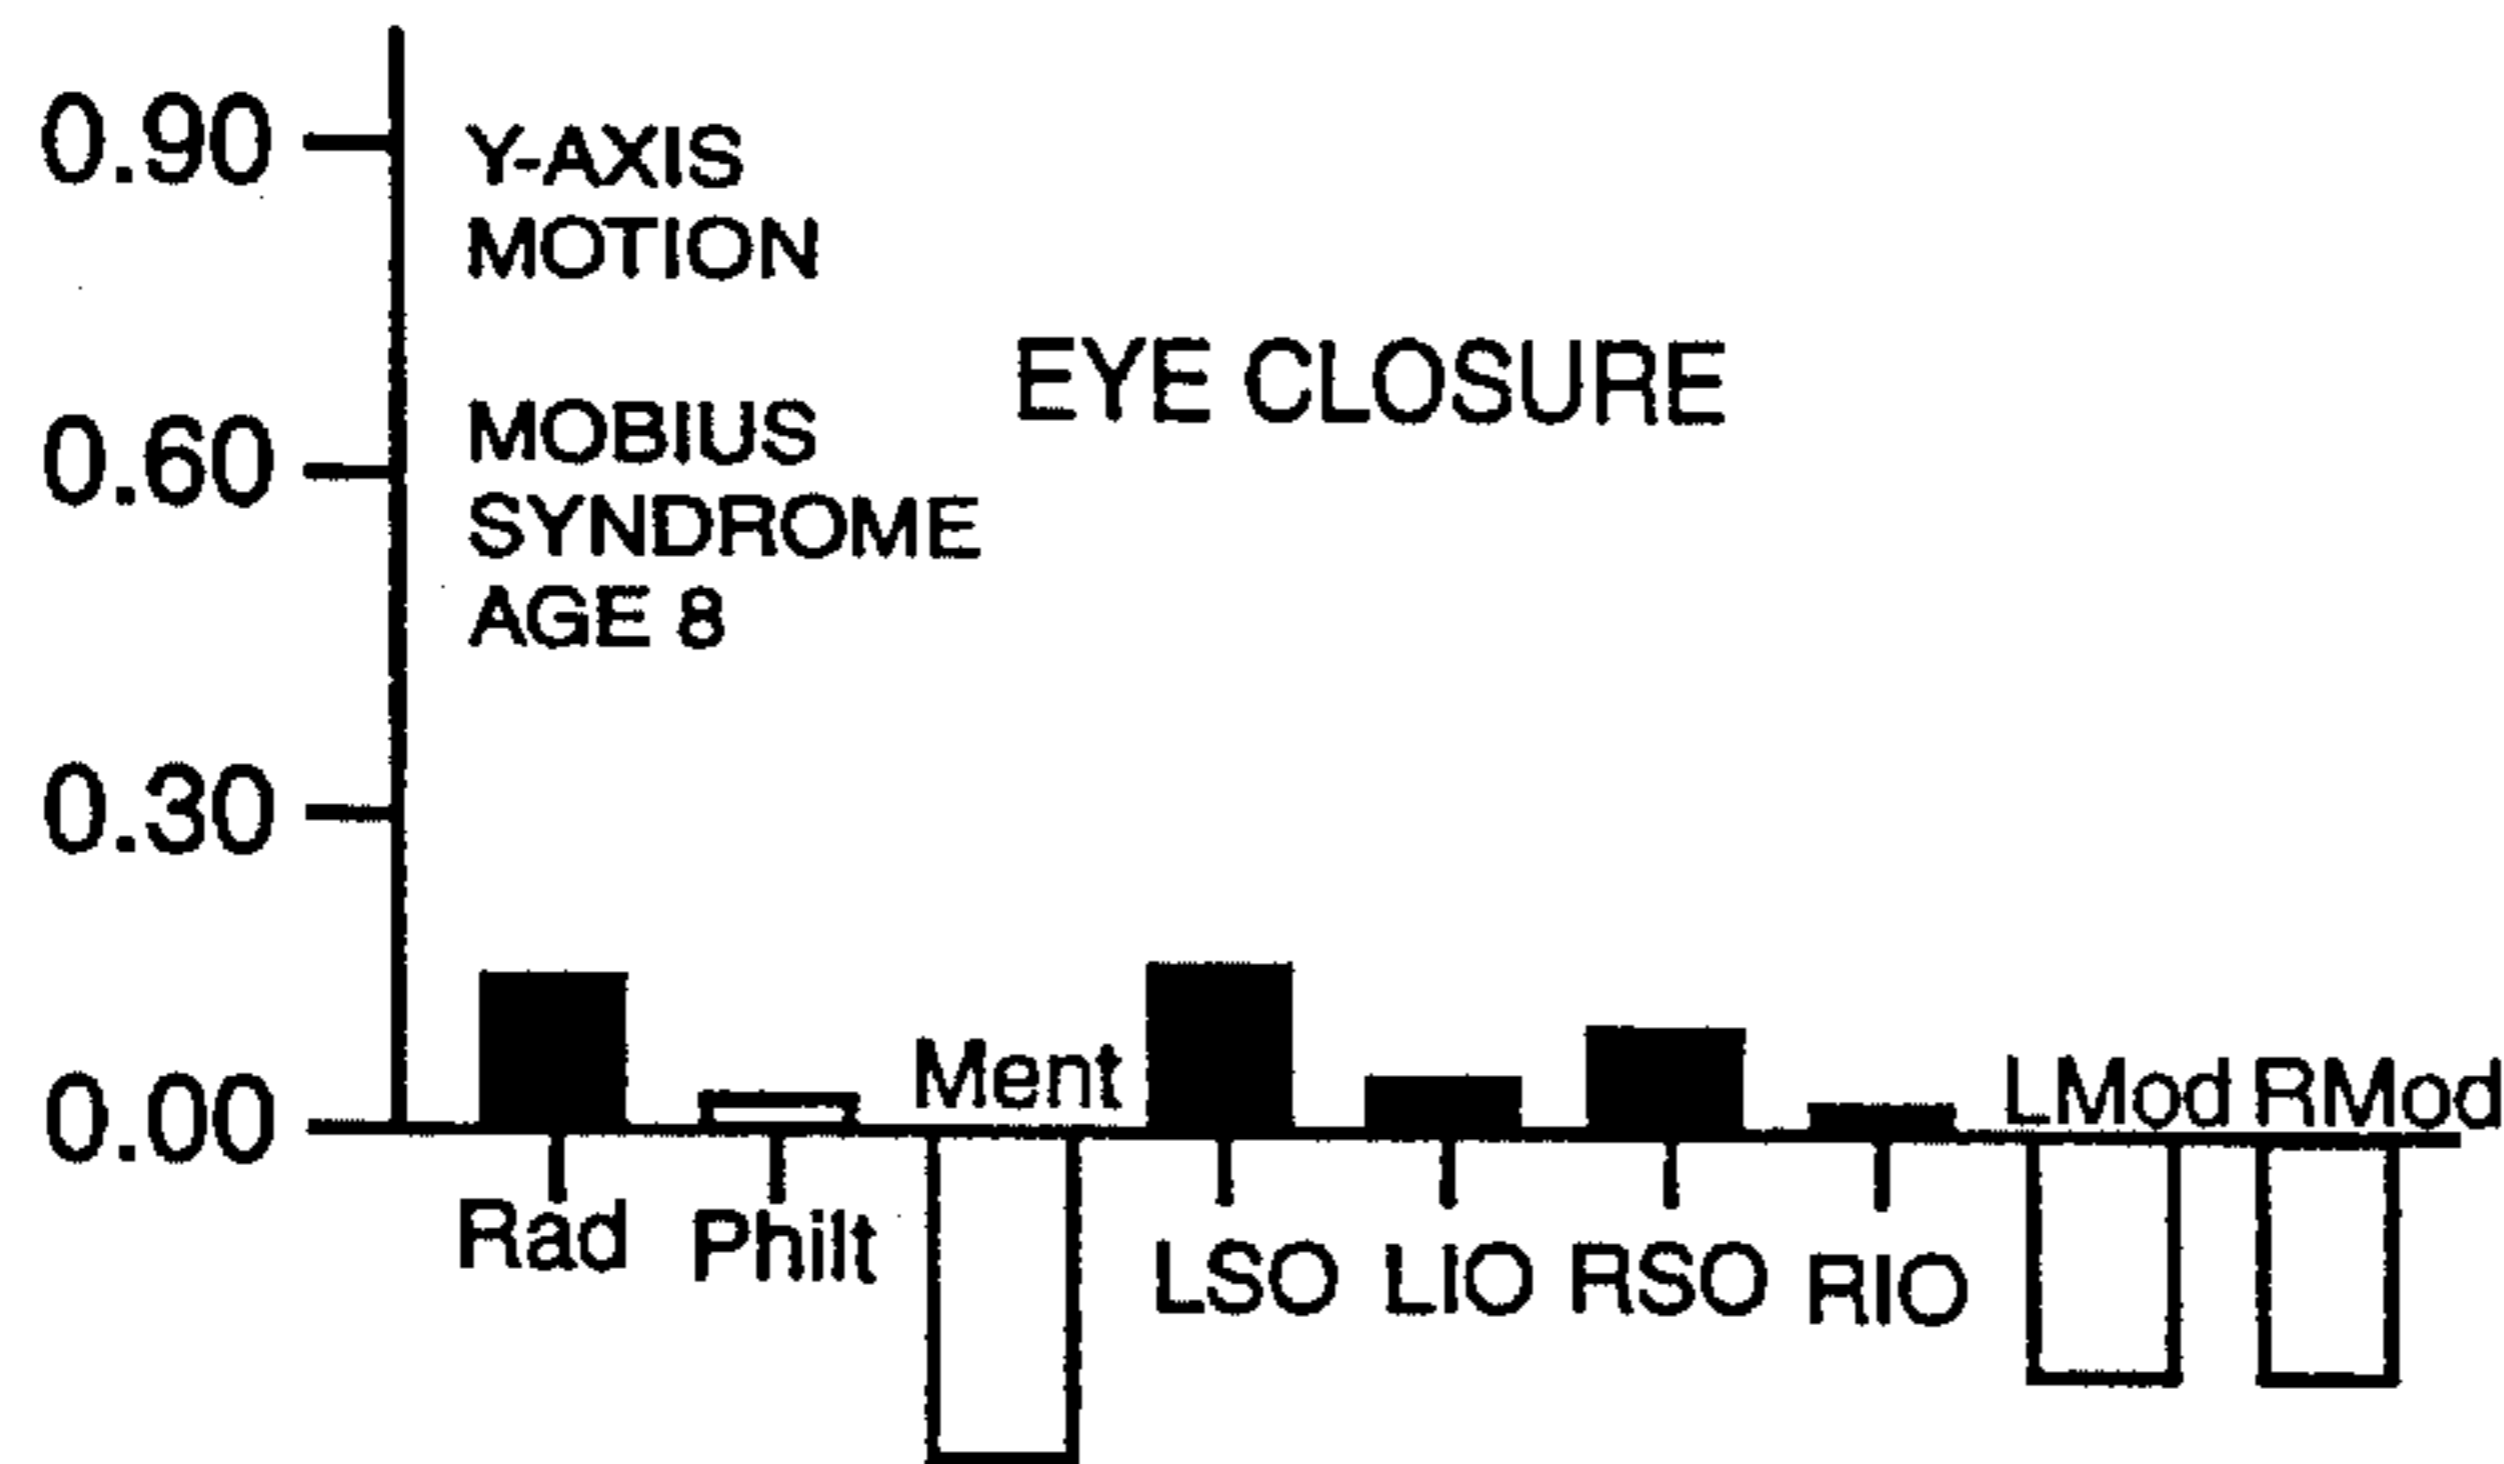 0.90
0.60
0.30
0.00
Y-AXIS
MOTION
MOBIUS
SYNDROME
AGE 8
EYE CLOSURE
Ment
LMod RMod
Rad Philt LSO LIO RSO RIO